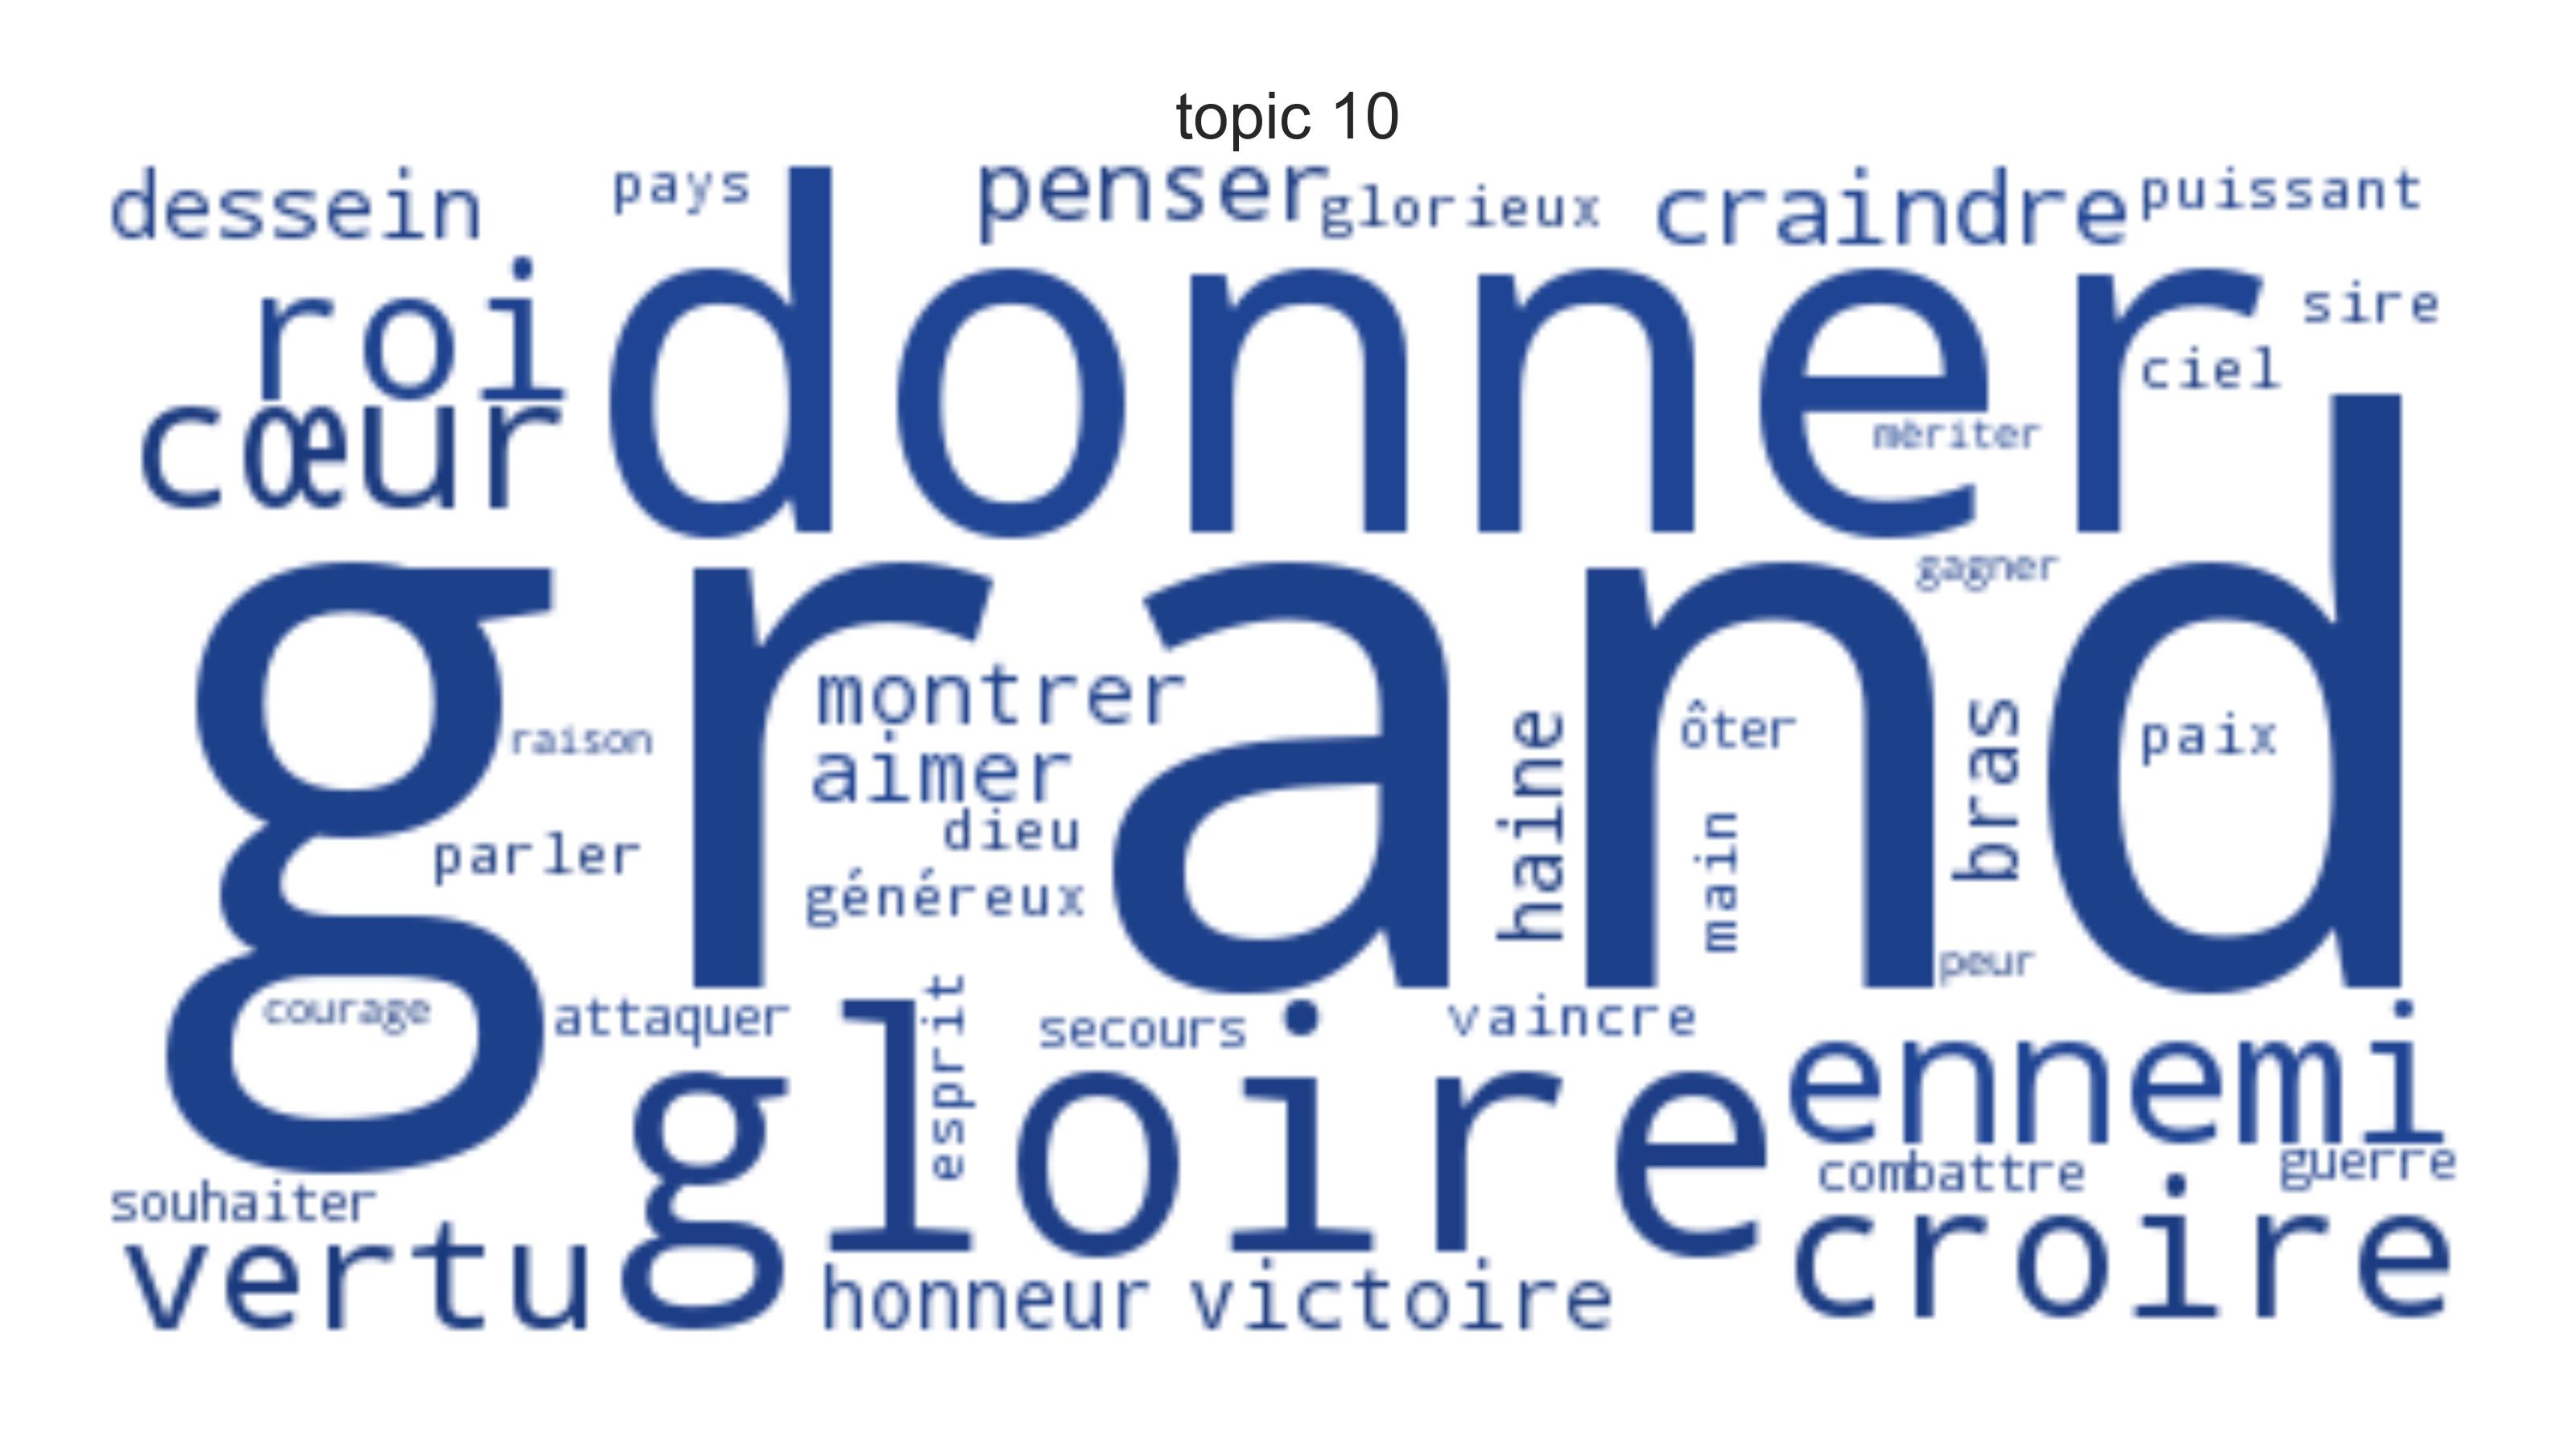 topic 10
dessein
pays
penser
glorieux
craindre
puissant
roi
donner
sire
ciel
cœur
mériter
grand
gagner
montrer
raison
aimer
haine
ôter
bras
paix
dieu
parler
généreux
main
peur
courage
attaquer
esprit
secours
vaincre
gloire
ennemi
combattre
guerre
souhaiter
vertu
croire
honneur
victoire